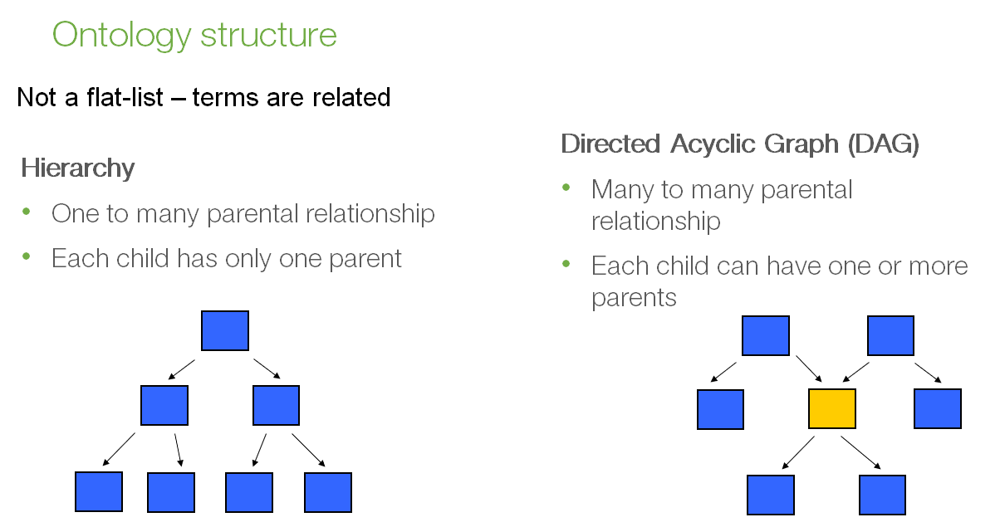 Ontology structure
Not a flat-list – terms are related
Hierarchy
• One to many parental relationship
• Each child has only one parent
Directed Acyclic Graph (DAG)
• Many to many parental
relationship
• Each child can have one or more
parents